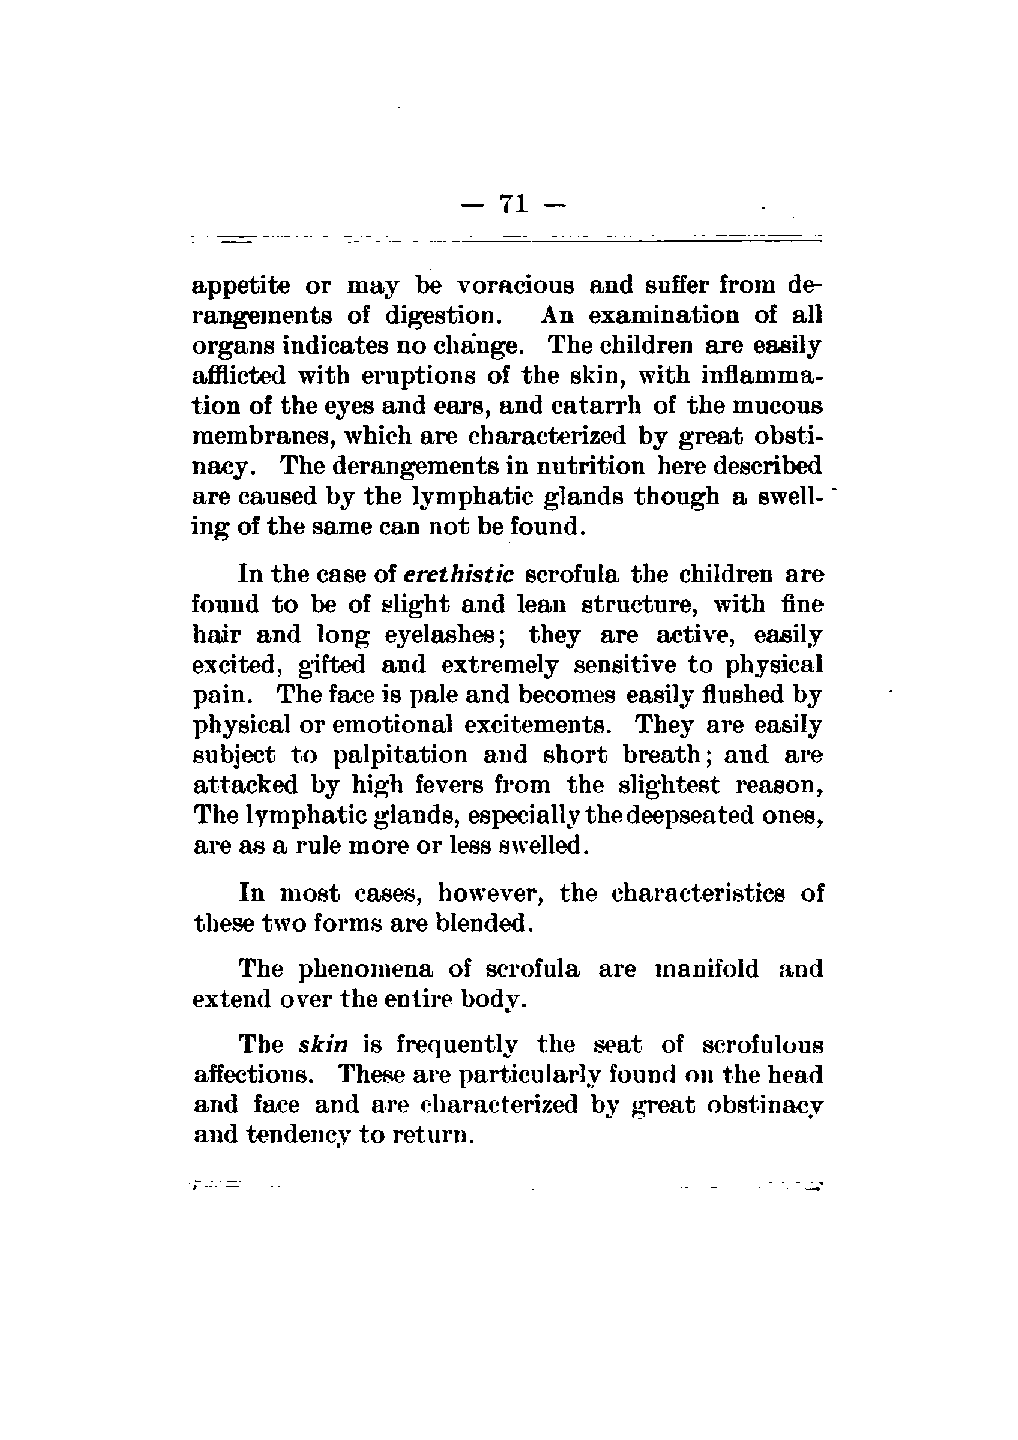 — 71 —
appetite or may be voracious and suffer from de-
rangements of digestion. An examination of all
organs indicates no change. The children are easily
afflicted with eruptions of the skin, with inflamma-
tion of the eyes and ears, and catarrh of the mucous
membranes, which are characterized by great obsti-
nacy. The derangements in nutrition here described
are caused by the lymphatic glands though a swell-
ing of the same can not be found.
In the case of erethistic scrofula the children are
found to be of slight and lean structure, with fine
hair and long eyelashes; they are active, easily
excited, gifted and extremely sensitive to physical
pain. The face is pale and becomes easily flushed by
physical or emotional excitements. They are easily
subject to palpitation and short breath; and are
attacked by high fevers from the slightest reason,
The lymphatic glands, especially the deepseated ones,
are as a rule more or less swelled.
In most cases, however, the characteristics of
these two forms are blended.
The phenomena of scrofula are manifold and
extend over the entire body.
The skin is frequently the seat of scrofulous
affections. These are particularly found on the head
and face and are characterized by great obstinacy
and tendency to return.